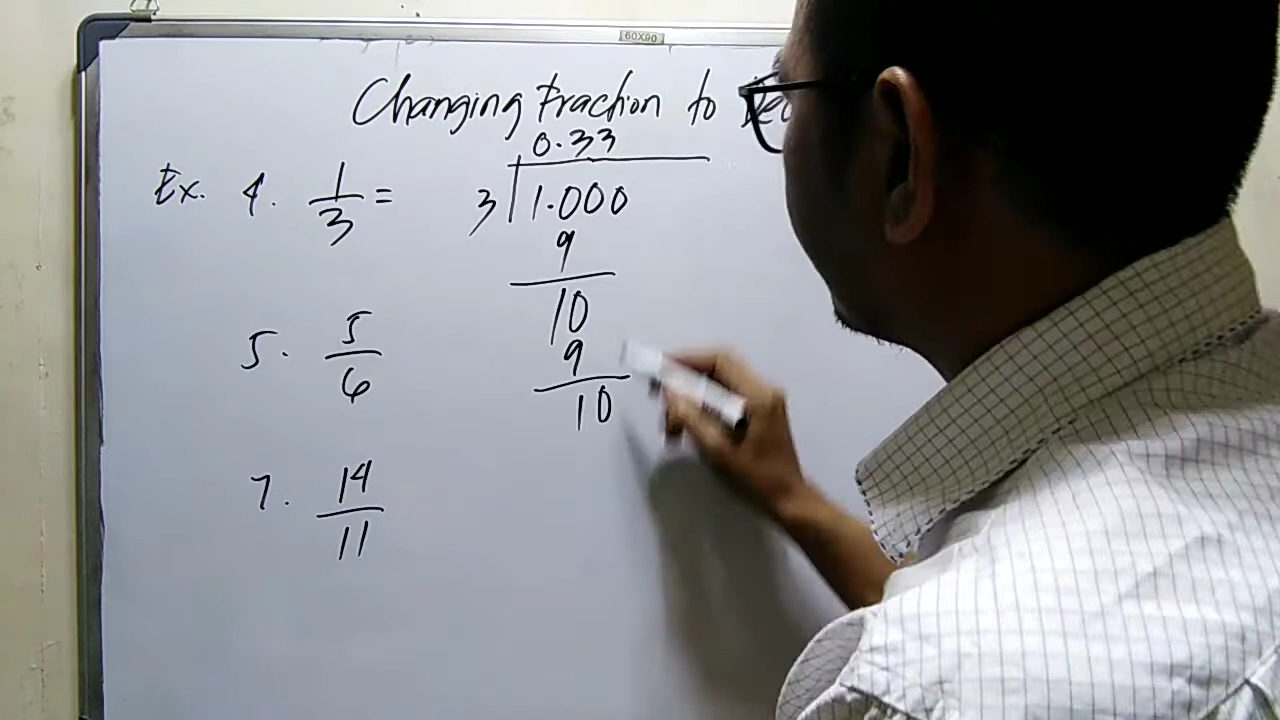 60X90
Changing Fraction to Dec
0.33
Ex. 4. 1/3 = 3 1.000
9
10
5. 5/6
9
10
7. 14/11